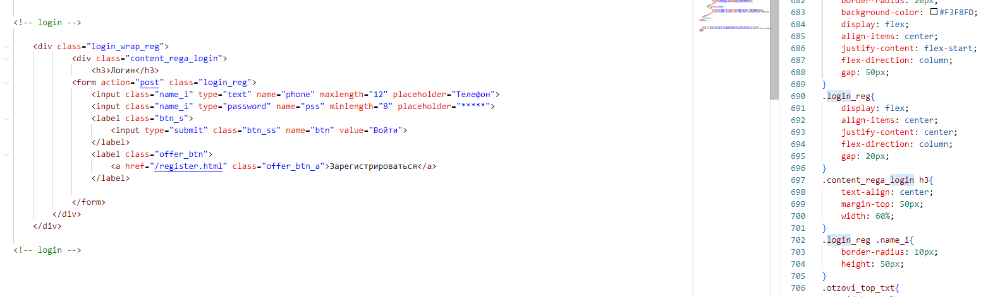 <!-- login -->
<div class="login_wrap_reg">
<div class="content_rega_login">
<h3>Логин</h3>
<form action="post" class="login_reg">
<input class="name_i" type="text" name="phone" maxlength="12" placeholder="Телефон">
<input class="name_i" type="password" name="pss" minlength="8" placeholder="*****">
<label class="btn_s">
<input type="submit" class="btn_ss" name="btn" value="Войти">
</label>
<label class="offer_btn">
<a href="/register.html" class="offer_btn_a">Зарегистрироваться</a>
</label>
</form>
</div>
</div>
<!-- login -->
682 border-radius: 20px;
683 background-color: #F3F8FD;
684 display: flex;
685 align-items: center;
686 justify-content: flex-start;
687 flex-direction: column;
688 gap: 50px;
689 }
690 .login_reg{
691 display: flex;
692 align-items: center;
693 justify-content: center;
694 flex-direction: column;
695 gap: 20px;
696 }
697 .content_rega_login h3{
698 text-align: center;
699 margin-top: 50px;
700 width: 60%;
701 }
702 .login_reg .name_i{
703 border-radius: 10px;
704 height: 50px;
705 }
706 .otzovi_top_txt{